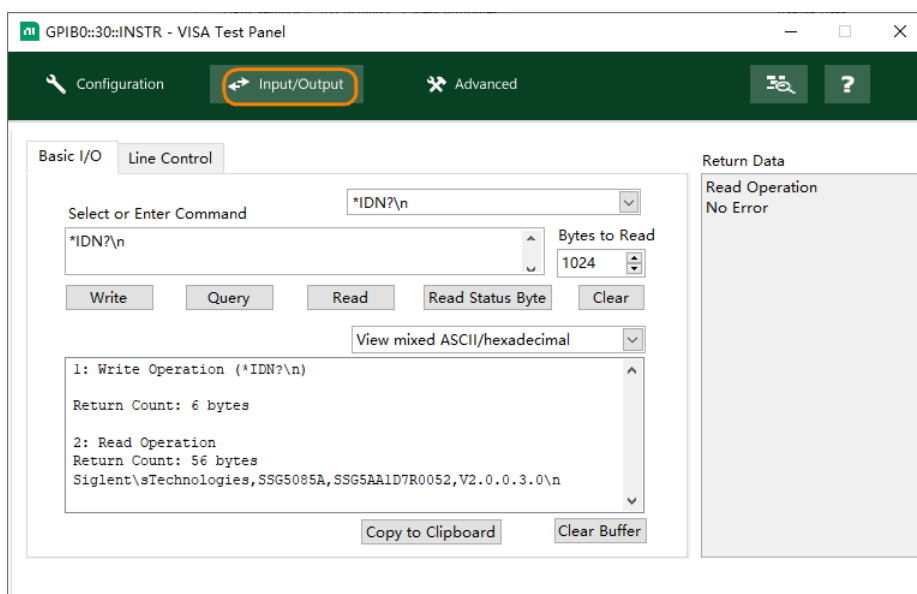 GPIB0::30::INSTR - VISA Test Panel
Configuration
Input/Output
Advanced
?
Basic I/O
Line Control
Return Data
Read Operation
No Error
*IDN?\n
Select or Enter Command
*IDN?\n
Bytes to Read
1024
Write
Query
Read
Read Status Byte
Clear
View mixed ASCII/hexadecimal
1: Write Operation (*IDN?\n)
Return Count: 6 bytes
2: Read Operation
Return Count: 56 bytes
Siglent\sTechnologies,SSG5085A,SSG5AA1D7R0052,V2.0.0.3.0\n
Copy to Clipboard
Clear Buffer